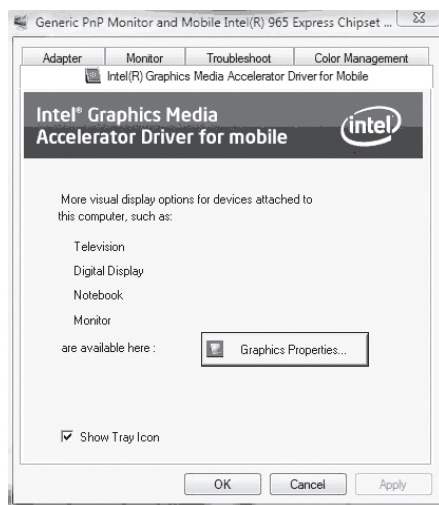 Generic PnP Monitor and Mobile Intel(R) 965 Express Chipset ...
Adapter Monitor Troubleshoot Color Management
Intel(R) Graphics Media Accelerator Driver for Mobile
Intel® Graphics Media
Accelerator Driver for mobile
intel
More visual display options for devices attached to
this computer, such as:
Television
Digital Display
Notebook
Monitor
are available here :
Graphics Properties...
Show Tray Icon
OK Cancel Apply